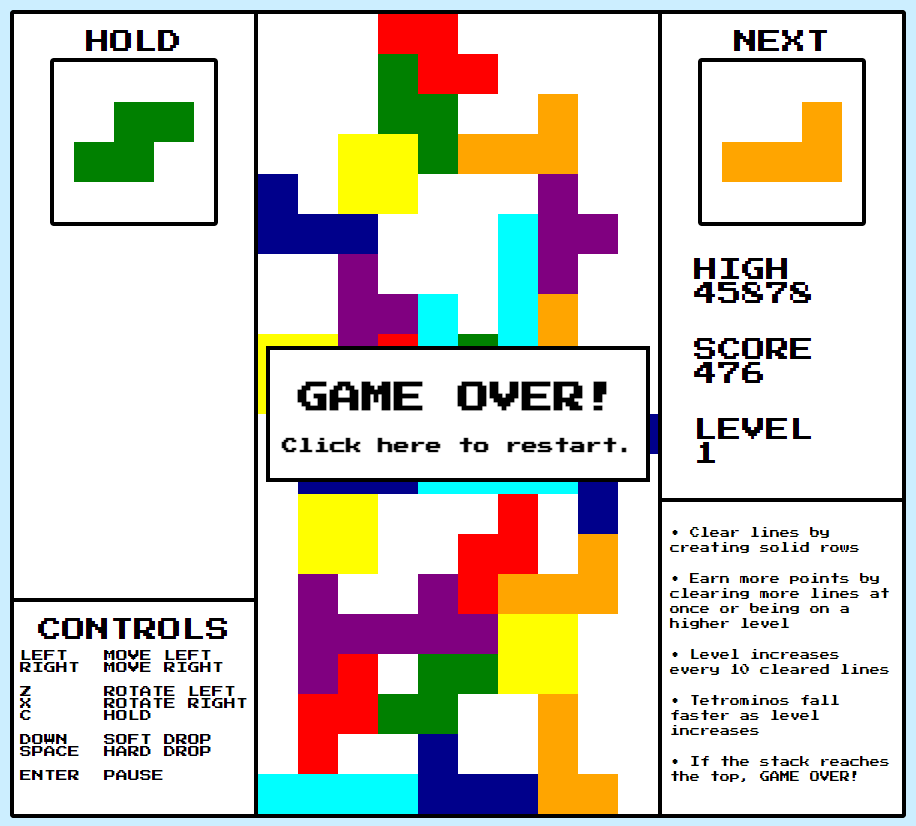 HOLD
NEXT
HIGH
45878
SCORE
476
LEVEL
1
GAME OVER!
Click here to restart.
CONTROLS
LEFT MOVE LEFT
RIGHT MOVE RIGHT
Z ROTATE LEFT
X ROTATE RIGHT
C HOLD
DOWN SOFT DROP
SPACE HARD DROP
ENTER PAUSE
• Clear lines by
creating solid rows
• Earn more points by
clearing more lines at
once or being on a
higher level
• Level increases
every 10 cleared lines
• Tetrominos fall
faster as level
increases
• If the stack reaches
the top, GAME OVER!